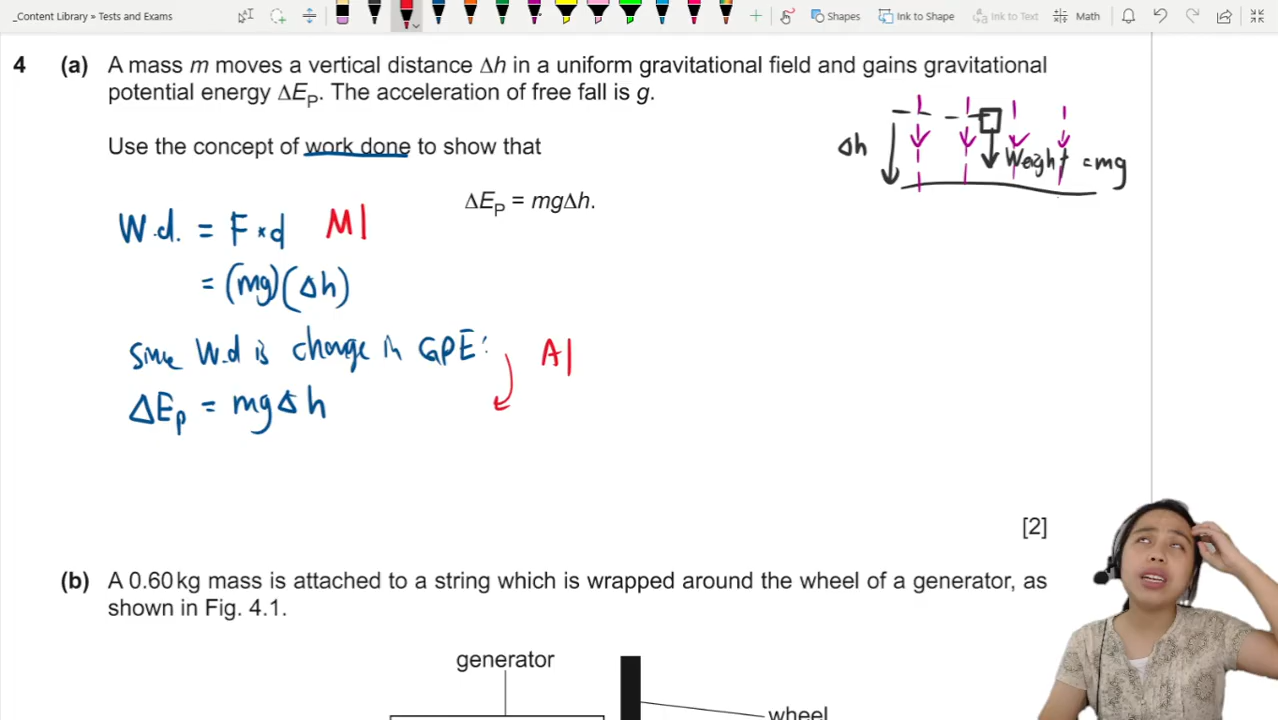 _Content Library » Tests and Exams
Shapes
Ink to Shape
Ink to Text
Math
4 (a) A mass m moves a vertical distance Δh in a uniform gravitational field and gains gravitational
potential energy ΔEP. The acceleration of free fall is g.
Use the concept of work done to show that
ΔEP = mgΔh.
Δh
Weight = mg
W.d. = F×d M1
= (mg)(Δh)
Since W.d is change in GPE: A1
ΔEp = mgΔh
[2]
(b) A 0.60 kg mass is attached to a string which is wrapped around the wheel of a generator, as
shown in Fig. 4.1.
generator
wheel